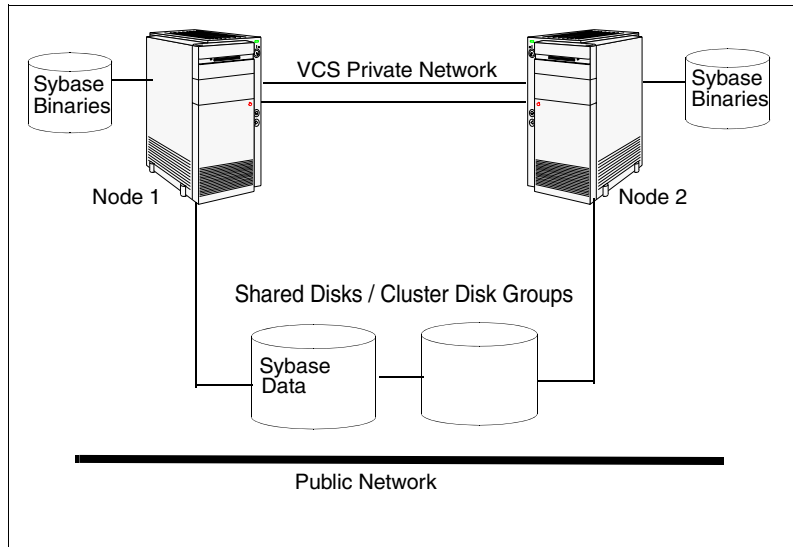 Sybase
Binaries
VCS Private Network
Sybase
Binaries
Node 1
Node 2
Shared Disks / Cluster Disk Groups
Sybase
Data
Public Network